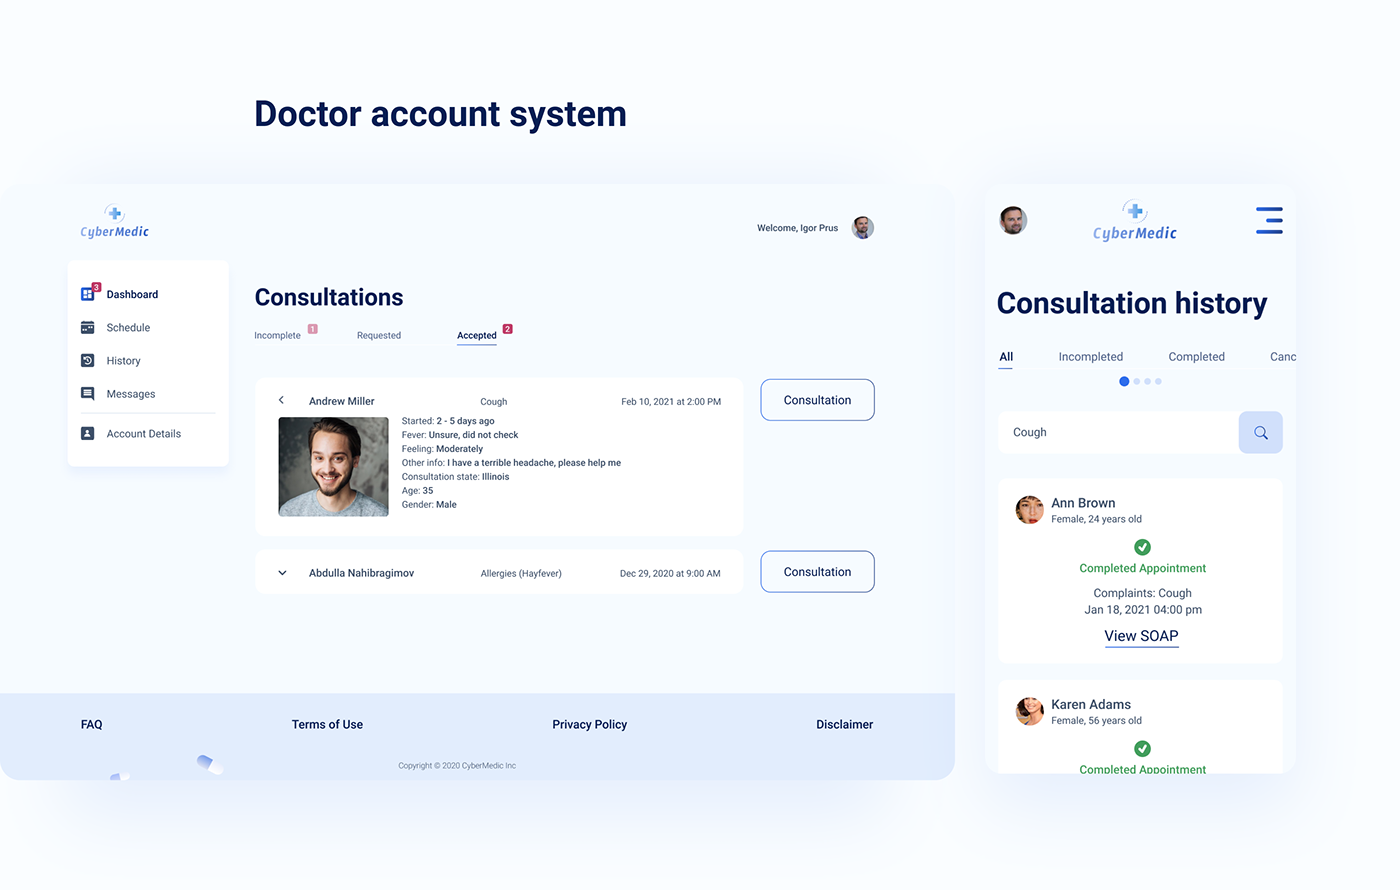 Doctor account system
CyberMedic
Welcome, Igor Prus
3
Dashboard
Schedule
History
Messages
Account Details
Consultations
Incomplete 1
Requested
Accepted 2
Andrew Miller
Cough
Feb 10, 2021 at 2:00 PM
Started: 2 - 5 days ago
Fever: Unsure, did not check
Feeling: Moderately
Other info: I have a terrible headache, please help me
Consultation state: Illinois
Age: 35
Gender: Male
Consultation
Abdulla Nahibragimov
Allergies (Hayfever)
Dec 29, 2020 at 9:00 AM
Consultation
FAQ
Terms of Use
Privacy Policy
Disclaimer
Copyright © 2020 CyberMedic Inc
CyberMedic
Consultation history
All
Incompleted
Completed
Canc
Cough
Ann Brown
Female, 24 years old
Completed Appointment
Complaints: Cough
Jan 18, 2021 04:00 pm
View SOAP
Karen Adams
Female, 56 years old
Completed Appointment